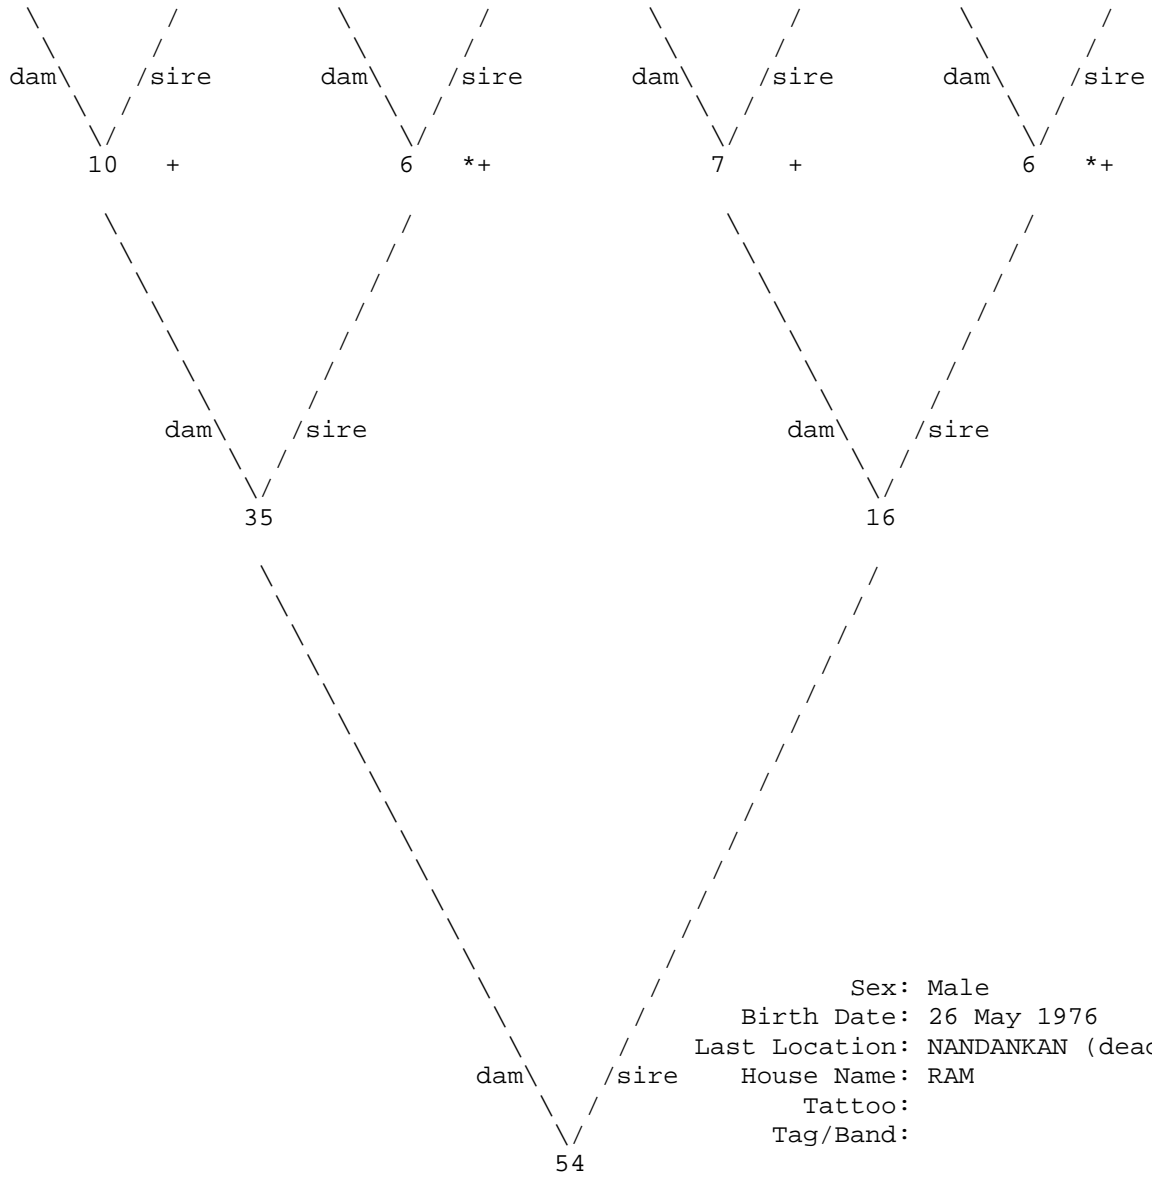 dam sire dam sire dam sire dam sire
10 + 6 *+ 7 + 6 *+
dam sire dam sire
35 16
Sex: Male
Birth Date: 26 May 1976
Last Location: NANDANKAN (dead
dam sire House Name: RAM
Tattoo:
Tag/Band:
54